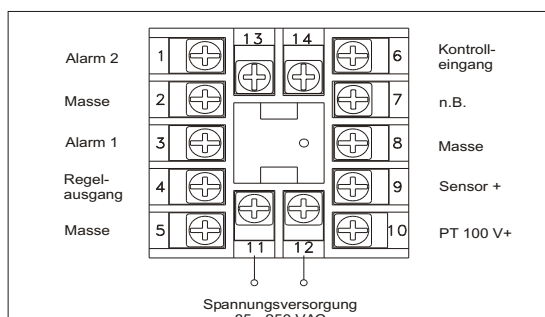 Alarm 2
1
13
14
6
Kontroll-
eingang
Masse
2
7
n.B.
Alarm 1
3
8
Masse
Regel-
ausgang
4
9
Sensor +
Masse
5
11
12
10
PT 100 V+
Spannungsversorgung